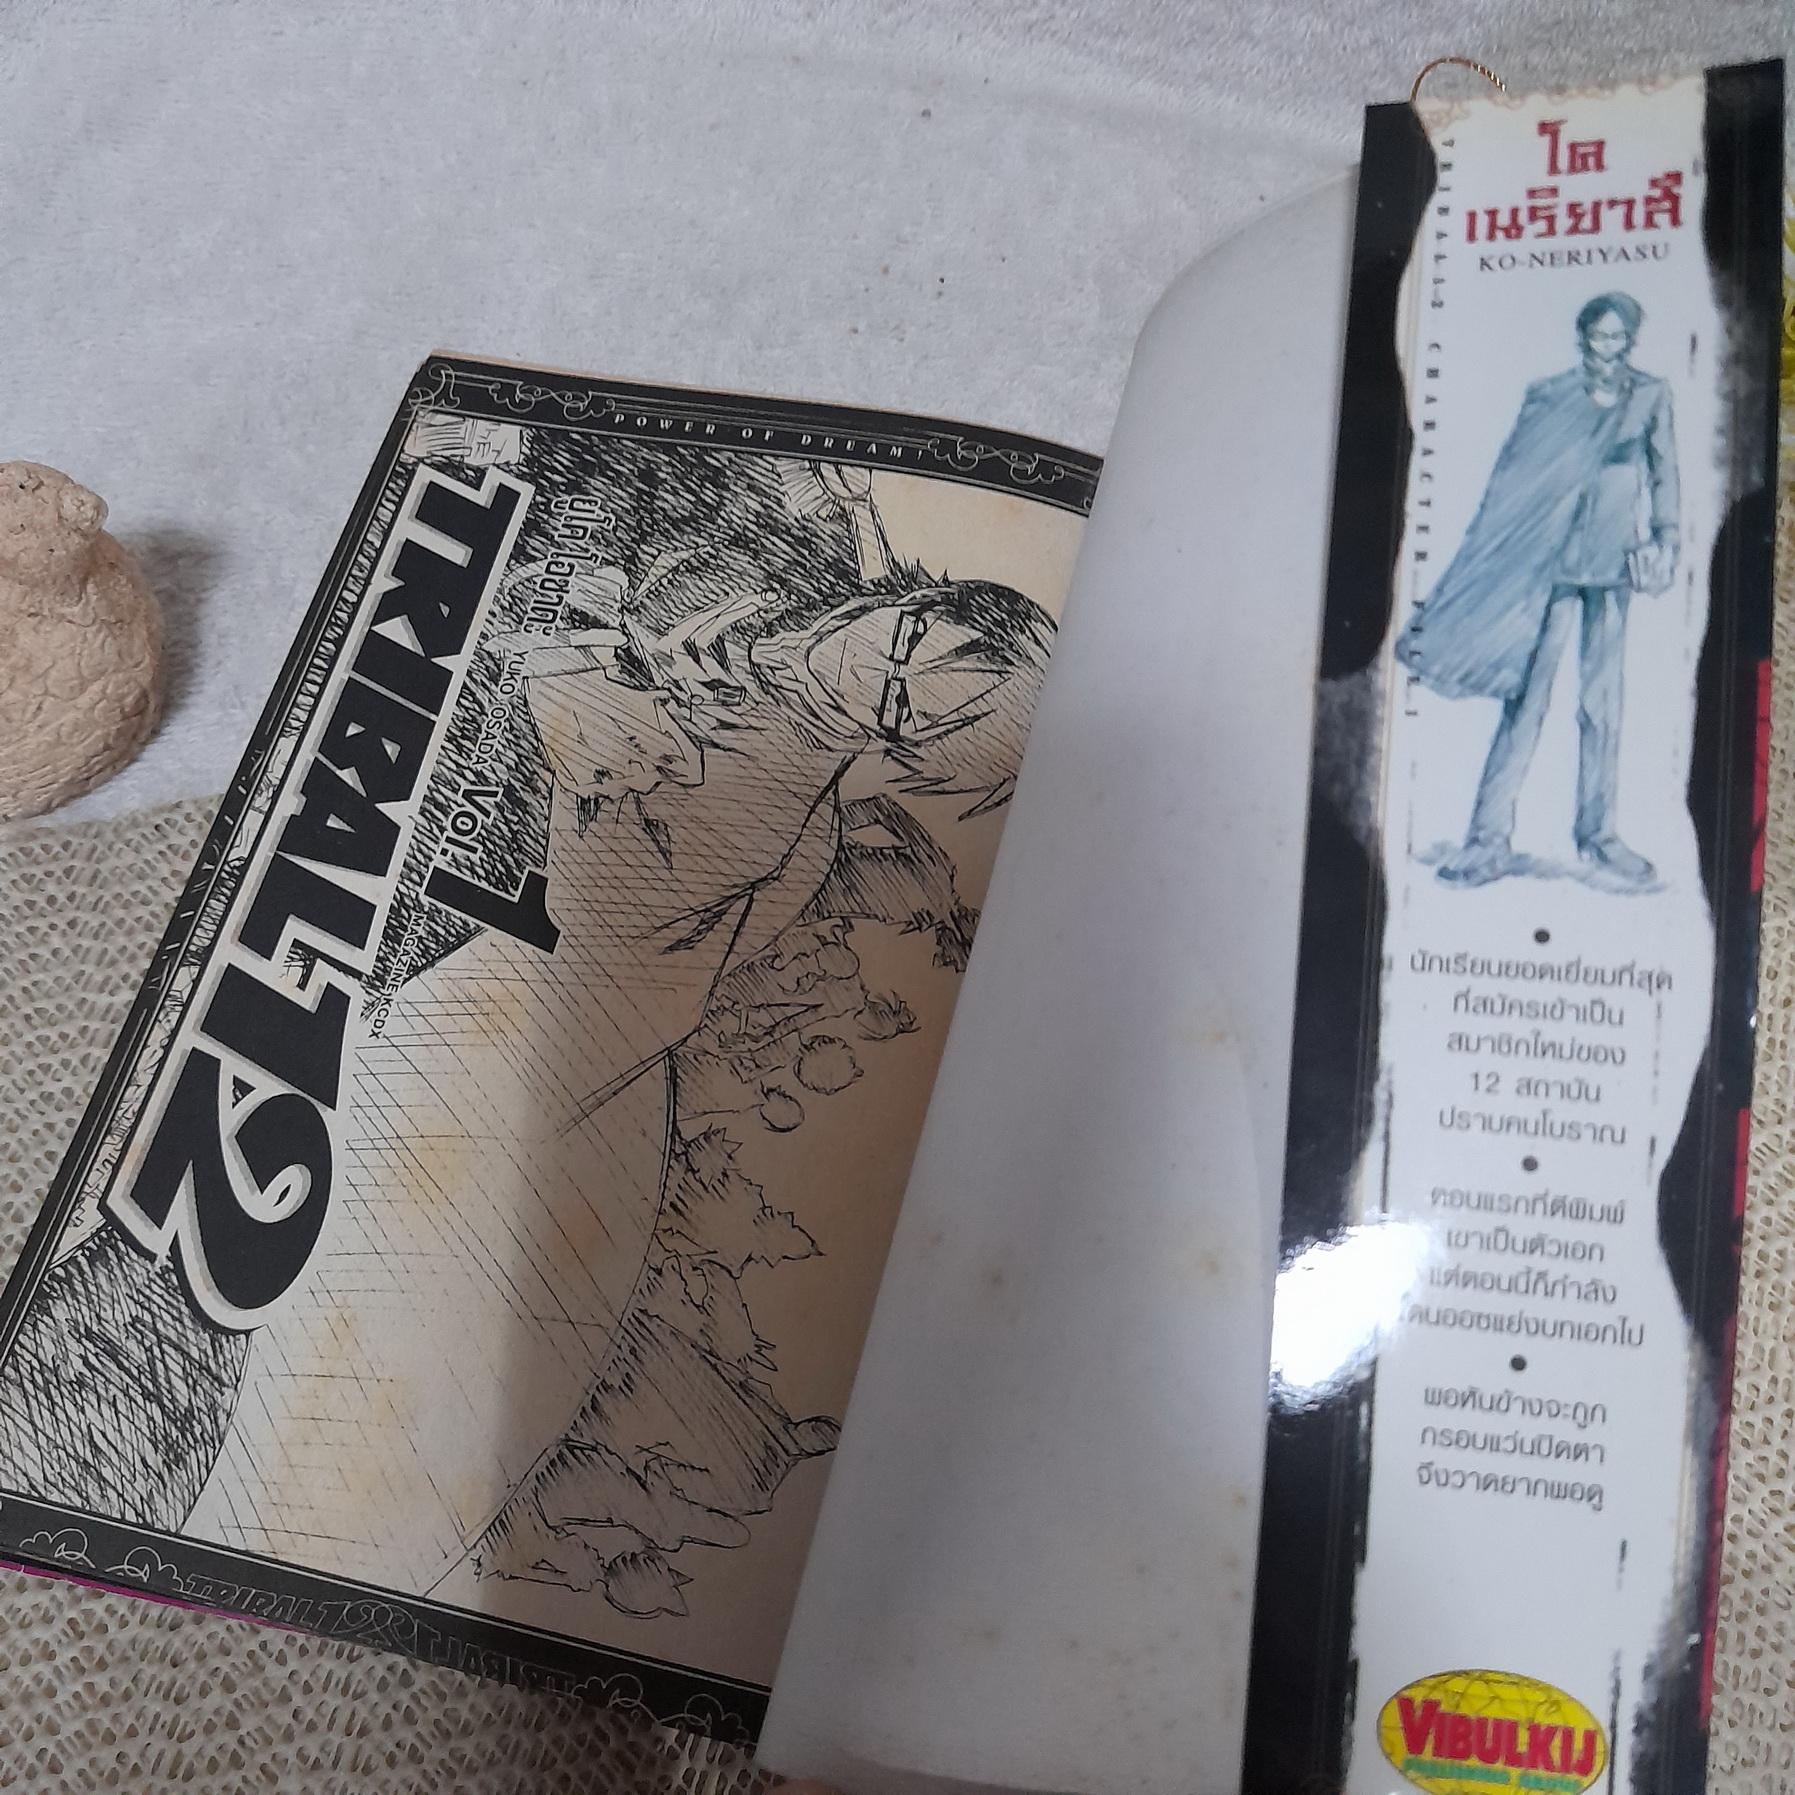 POWER OF DREAM!
TRIBAL12
ยูโกะ โอซาดะ YUKO OSADA
Vol. 1
MAGAZINE KCDX
TRIBAL12
TRIBAL12
โค
เนริยาสึ
KO-NERIYASU
TRIBAL12 CHARACTER FILE: 1
นักเรียนยอดเยี่ยมที่สุด
ที่สมัครเข้าเป็น
สมาชิกใหม่ของ
12 สถาบัน
ปราบคนโบราณ
ตอนแรกที่ตีพิมพ์
เขาเป็นตัวเอก
แต่ตอนนี้ก็กำลัง
โดนออซแย่งบทเอกไป
พอหันข้างจะถูก
กรอบแว่นปิดตา
จึงวาดยากพอดู
VIBULKIJ
PUBLISHING GROUP